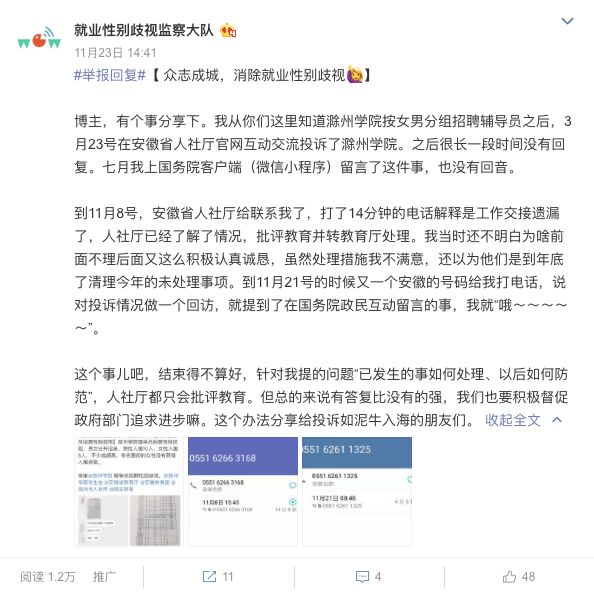 就业性别歧视监察大队
11月23日 14:41
#举报回复#【 众志成城，消除就业性别歧视🙋】
博主，有个事分享下。我从你们这里知道滁州学院按女男分组招聘辅导员之后，3
月23号在安徽省人社厅官网互动交流投诉了滁州学院。之后很长一段时间没有回
复。七月我上国务院客户端（微信小程序）留言了这件事，也没有回音。
到11月8号，安徽省人社厅给联系我了，打了14分钟的电话解释是工作交接遗漏
了，人社厅已经了解了情况，批评教育并转教育厅处理。我当时还不明白为啥前
面不理后面又这么积极认真诚恳，虽然处理措施我不满意，还以为他们是到年底
了清理今年的未处理事项。到11月21号的时候又一个安徽的号码给我打电话，说
对投诉情况做一个回访，就提到了在国务院政民互动留言的事，我就“哦～～～～
～”。
这个事儿吧，结束得不算好，针对我提的问题“已发生的事如何处理、以后如何防
范”，人社厅都只会批评教育。但总的来说有答复比没有的强，我们也要积极督促
政府部门追求进步嘛。这个办法分享给投诉如泥牛入海的朋友们。 收起全文
0551 6266 3168
0551 6266 3168
安徽合肥
11月8日 15:43
0551 6266 3168
0551 6261 1325
0551 6261 1325
安徽合肥
11月21日 08:48
0551 6261 1325
阅读 1.2万 推广 11 4 48